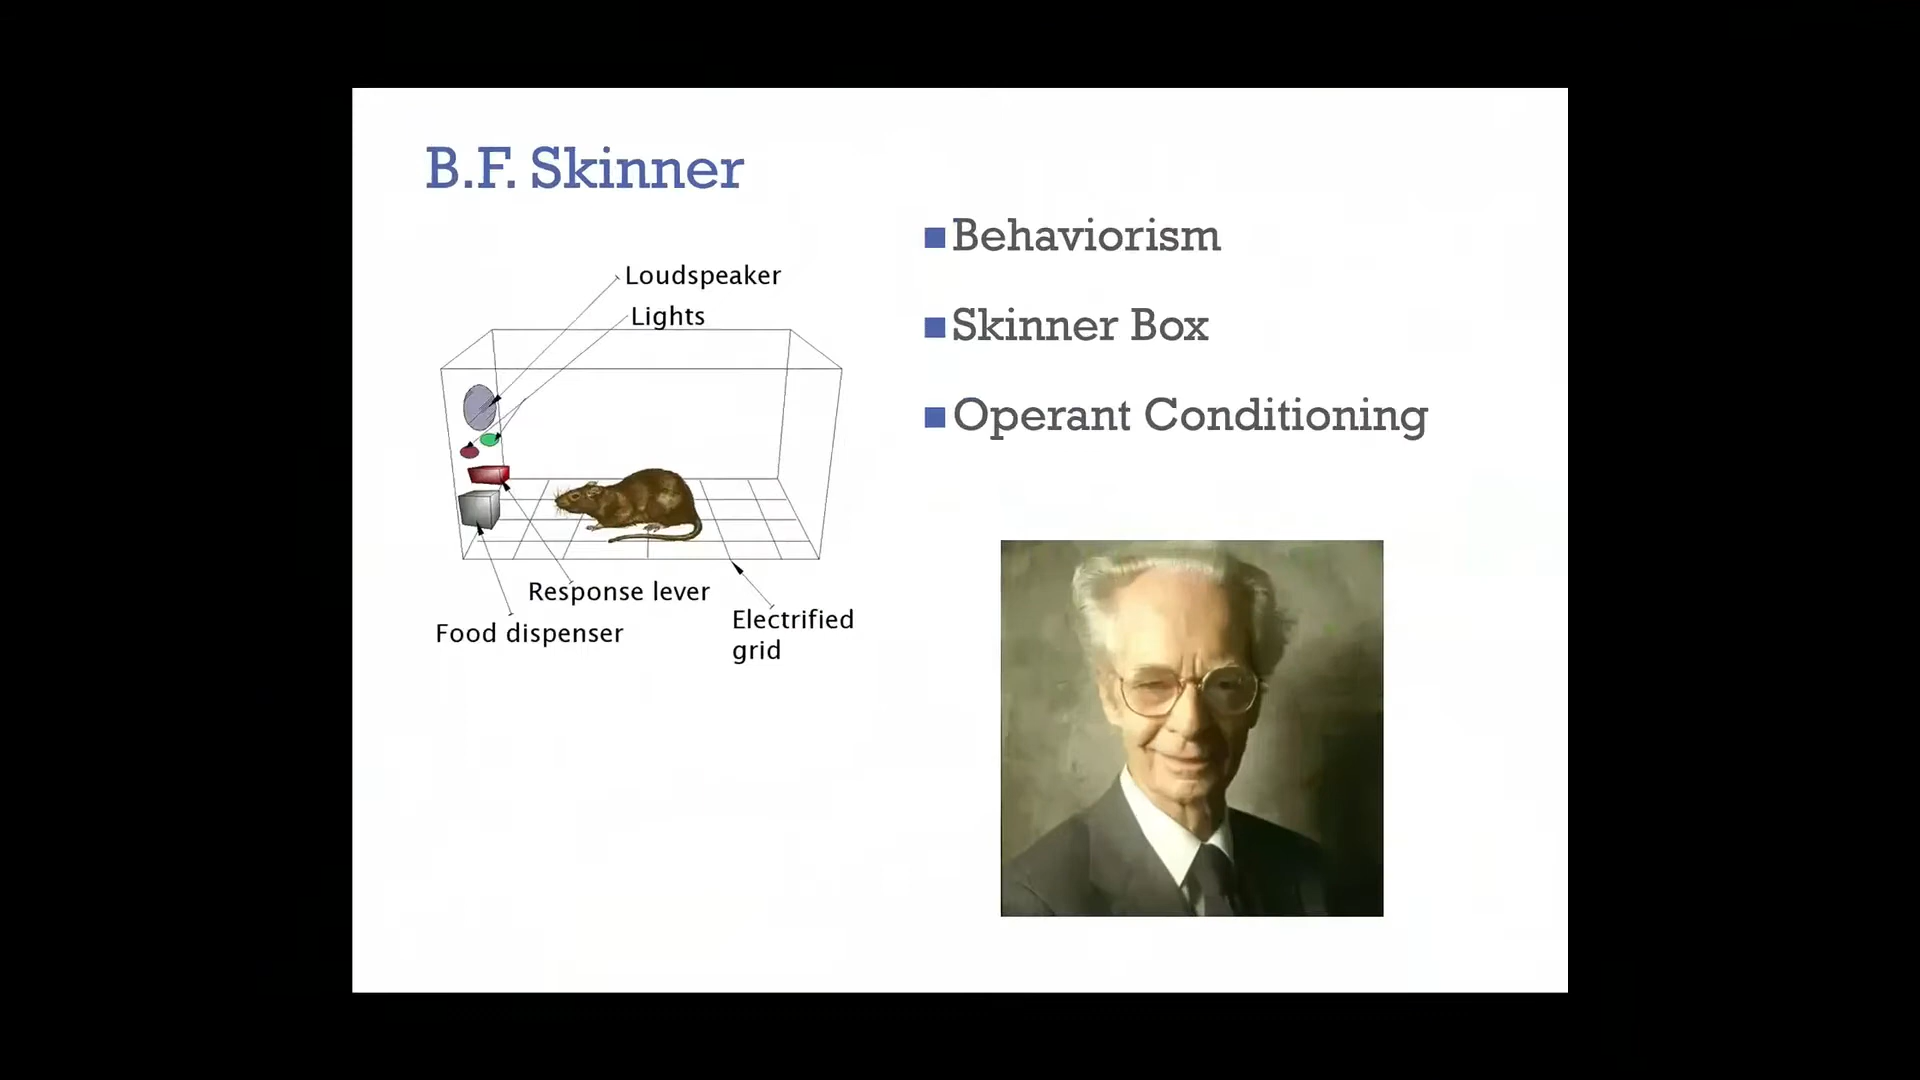 B.F. Skinner
Behaviorism
Skinner Box
Operant Conditioning
Loudspeaker
Lights
Response lever
Food dispenser
Electrified
grid